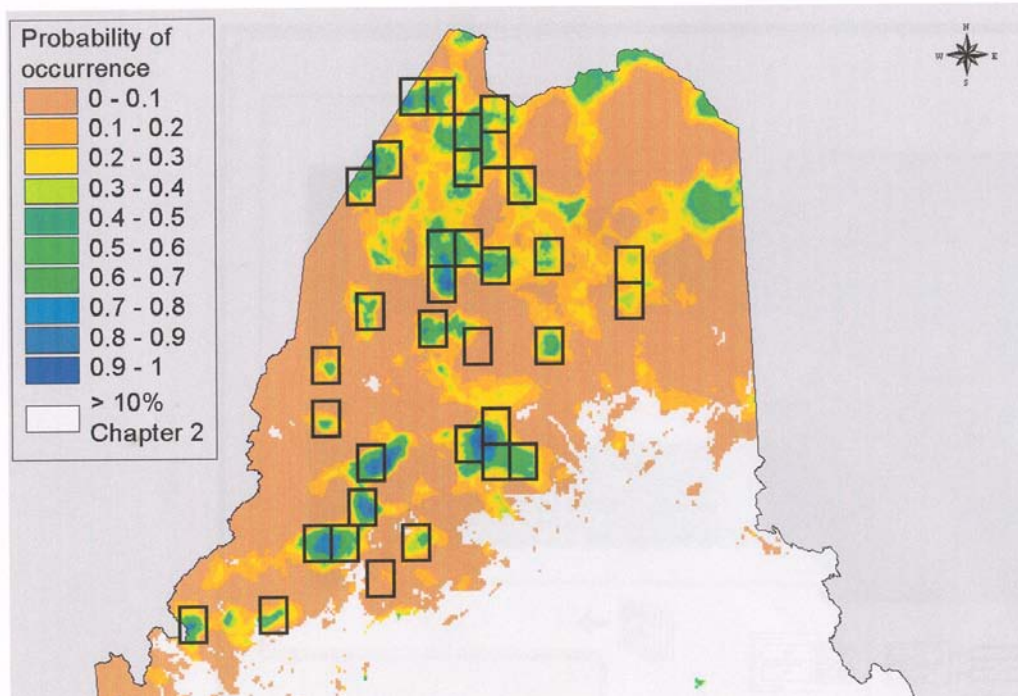 Probability of
occurrence
0 - 0.1
0.1 - 0.2
0.2 - 0.3
0.3 - 0.4
0.4 - 0.5
0.5 - 0.6
0.6 - 0.7
0.7 - 0.8
0.8 - 0.9
0.9 - 1
> 10%
Chapter 2
N
W E
S